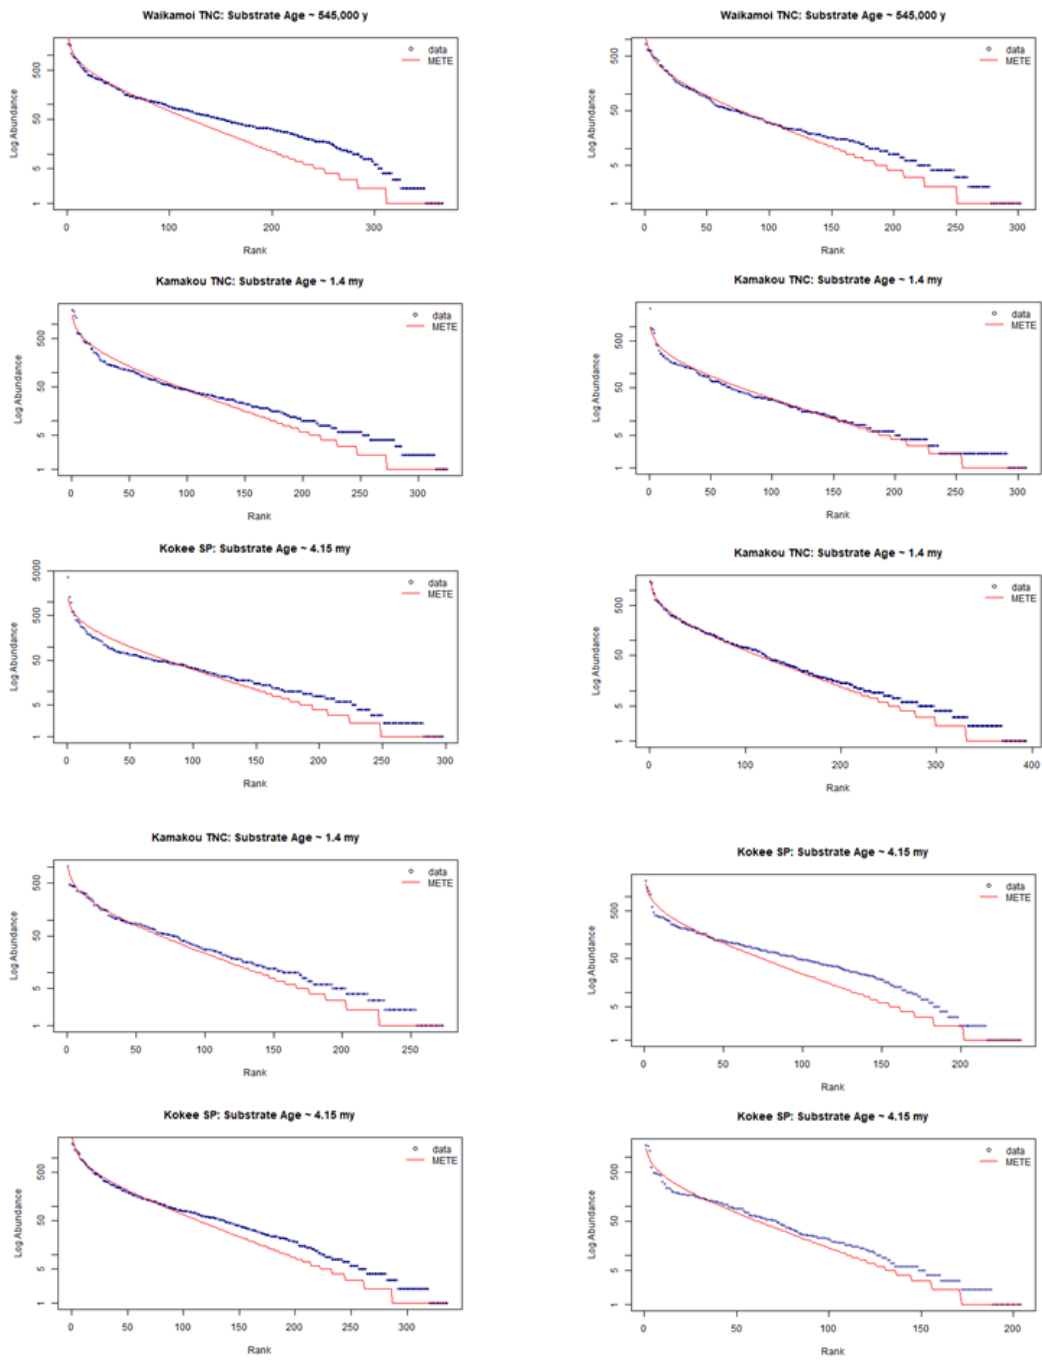 Waikamoi TNC: Substrate Age ~ 545,000 y
data
METE
Log Abundance
500
50
5
1
0 100 200 300
Rank
Waikamoi TNC: Substrate Age ~ 545,000 y
data
METE
Log Abundance
500
50
5
1
0 50 100 150 200 250 300
Rank
Kamakou TNC: Substrate Age ~ 1.4 my
data
METE
Log Abundance
500
50
5
1
0 50 100 150 200 250 300
Rank
Kamakou TNC: Substrate Age ~ 1.4 my
data
METE
Log Abundance
500
50
5
1
0 50 100 150 200 250 300
Rank
Kokee SP: Substrate Age ~ 4.15 my
data
METE
Log Abundance
5000
500
50
5
1
0 50 100 150 200 250 300
Rank
Kamakou TNC: Substrate Age ~ 1.4 my
data
METE
Log Abundance
500
50
5
1
0 100 200 300 400
Rank
Kamakou TNC: Substrate Age ~ 1.4 my
data
METE
Log Abundance
500
50
5
1
0 50 100 150 200 250
Rank
Kokee SP: Substrate Age ~ 4.15 my
data
METE
Log Abundance
500
50
5
1
0 50 100 150 200
Rank
Kokee SP: Substrate Age ~ 4.15 my
data
METE
Log Abundance
500
50
5
1
0 50 100 150 200 250 300
Rank
Kokee SP: Substrate Age ~ 4.15 my
data
METE
Log Abundance
500
50
5
1
0 50 100 150 200
Rank